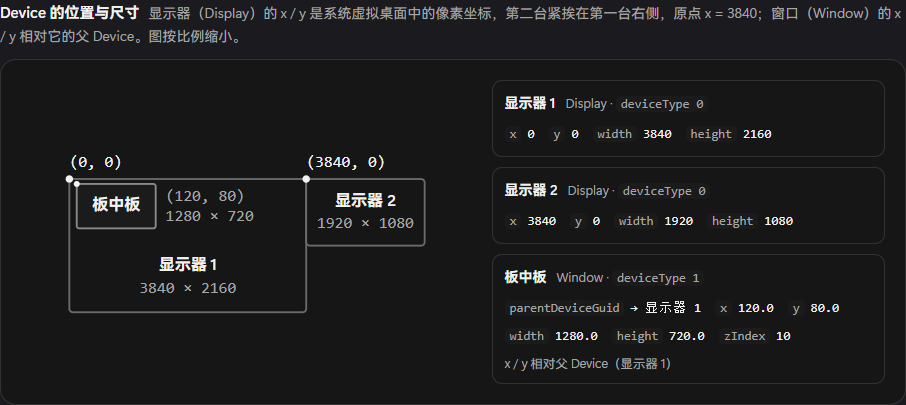 Device 的位置与尺寸 显示器（Display）的 x / y 是系统虚拟桌面中的像素坐标，第二台紧挨在第一台右侧，原点 x = 3840；窗口（Window）的 x
/ y 相对它的父 Device。图按比例缩小。
(0, 0)
(3840, 0)
板中板
(120, 80)
1280 × 720
显示器 2
1920 × 1080
显示器 1
3840 × 2160
显示器 1 Display · deviceType 0
x 0 y 0 width 3840 height 2160
显示器 2 Display · deviceType 0
x 3840 y 0 width 1920 height 1080
板中板 Window · deviceType 1
parentDeviceGuid → 显示器 1 x 120.0 y 80.0
width 1280.0 height 720.0 zIndex 10
x / y 相对父 Device（显示器 1）